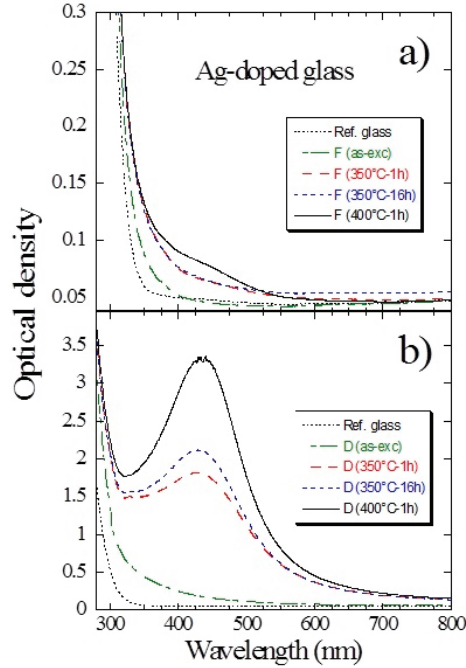 0.3
0.25
0.2
0.15
0.1
0.05
Ag-doped glass
a)
Ref. glass
F (as-exc)
F (350°C-1h)
F (350°C-16h)
F (400°C-1h)
Optical density
3.5
3
2.5
2
1.5
1
0.5
0
b)
Ref. glass
D (as-exc)
D (350°C-1h)
D (350°C-16h)
D (400°C-1h)
300 400 500 600 700 800
Wavelength (nm)